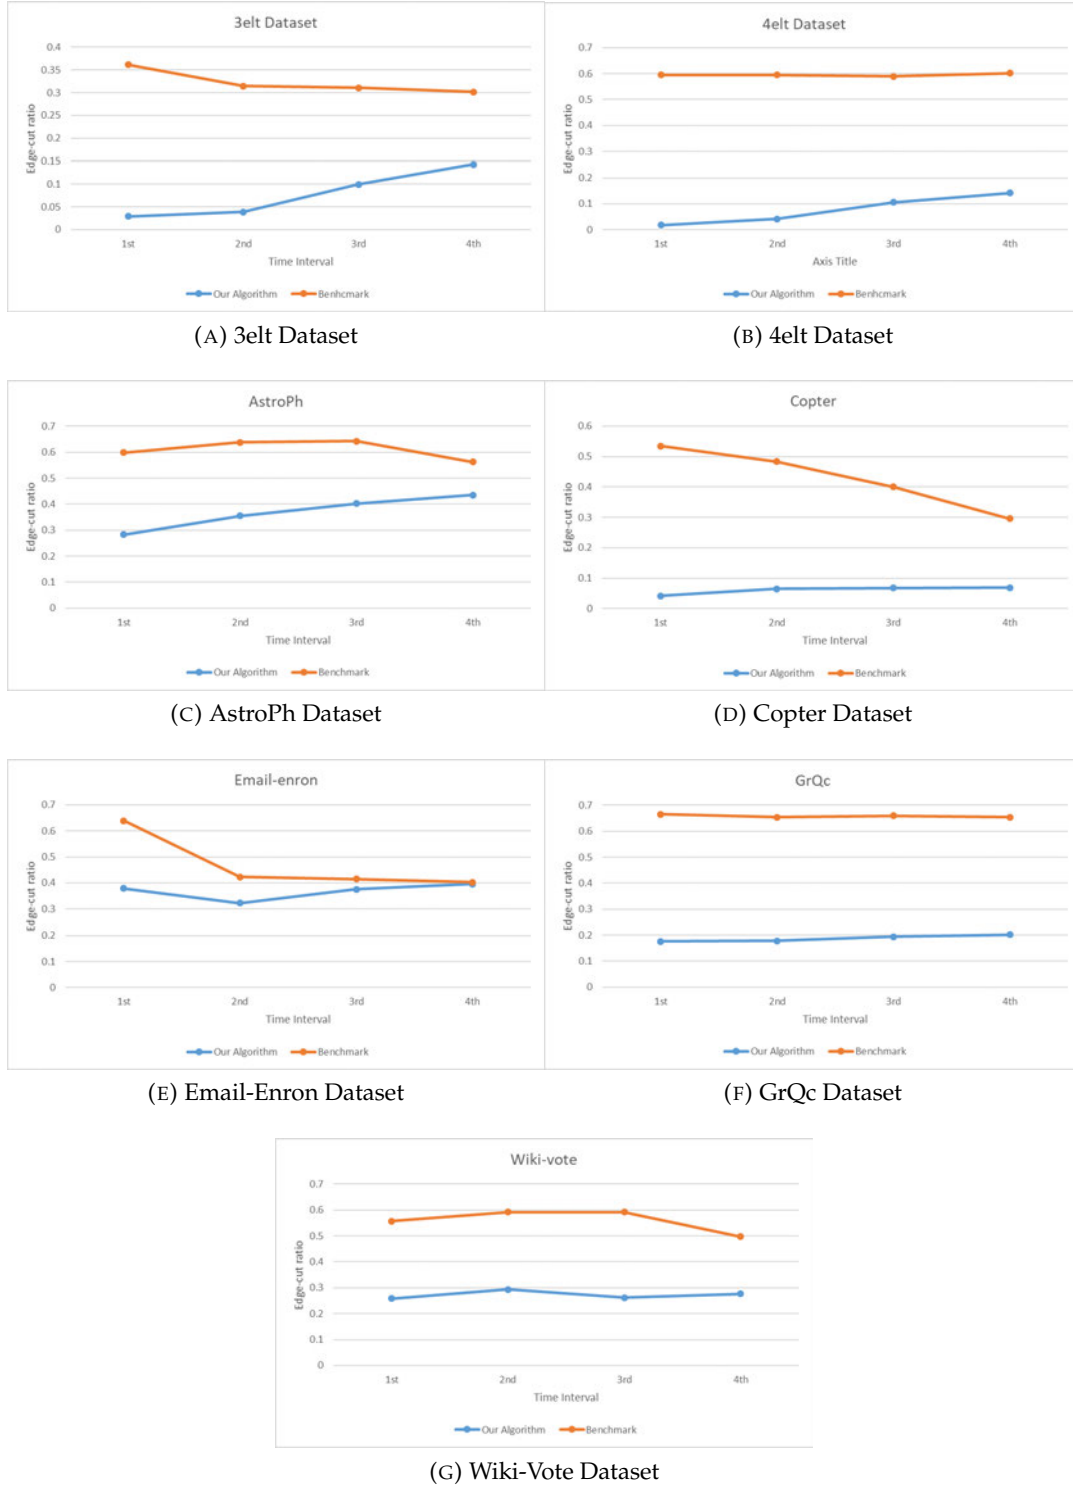 3elt Dataset
0.4
0.35
0.3
0.25
0.2
0.15
0.1
0.05
0
Edge-cut ratio
1st 2nd 3rd 4th
Time Interval
Our Algorithm Benhcmark
(A) 3elt Dataset
4elt Dataset
0.7
0.6
0.5
0.4
0.3
0.2
0.1
0
Edge-cut ratio
1st 2nd 3rd 4th
Axis Title
Our Algorithm Benhcmark
(B) 4elt Dataset
AstroPh
0.7
0.6
0.5
0.4
0.3
0.2
0.1
0
Edge-cut ratio
1st 2nd 3rd 4th
Time Interval
Our Algorithm Benchmark
(C) AstroPh Dataset
Copter
0.6
0.5
0.4
0.3
0.2
0.1
0
Edge-cut ratio
1st 2nd 3rd 4th
Time Interval
Our Algorithm Benchmark
(D) Copter Dataset
Email-enron
0.7
0.6
0.5
0.4
0.3
0.2
0.1
0
Edge-cut ratio
1st 2nd 3rd 4th
Time Interval
Our Algorithm Benchmark
(E) Email-Enron Dataset
GrQc
0.7
0.6
0.5
0.4
0.3
0.2
0.1
0
Edge-cut ratio
1st 2nd 3rd 4th
Time Interval
Our Algorithm Benchmark
(F) GrQc Dataset
Wiki-vote
0.7
0.6
0.5
0.4
0.3
0.2
0.1
0
Edge-cut ratio
1st 2nd 3rd 4th
Time Interval
Our Algorithm Benchmark
(G) Wiki-Vote Dataset